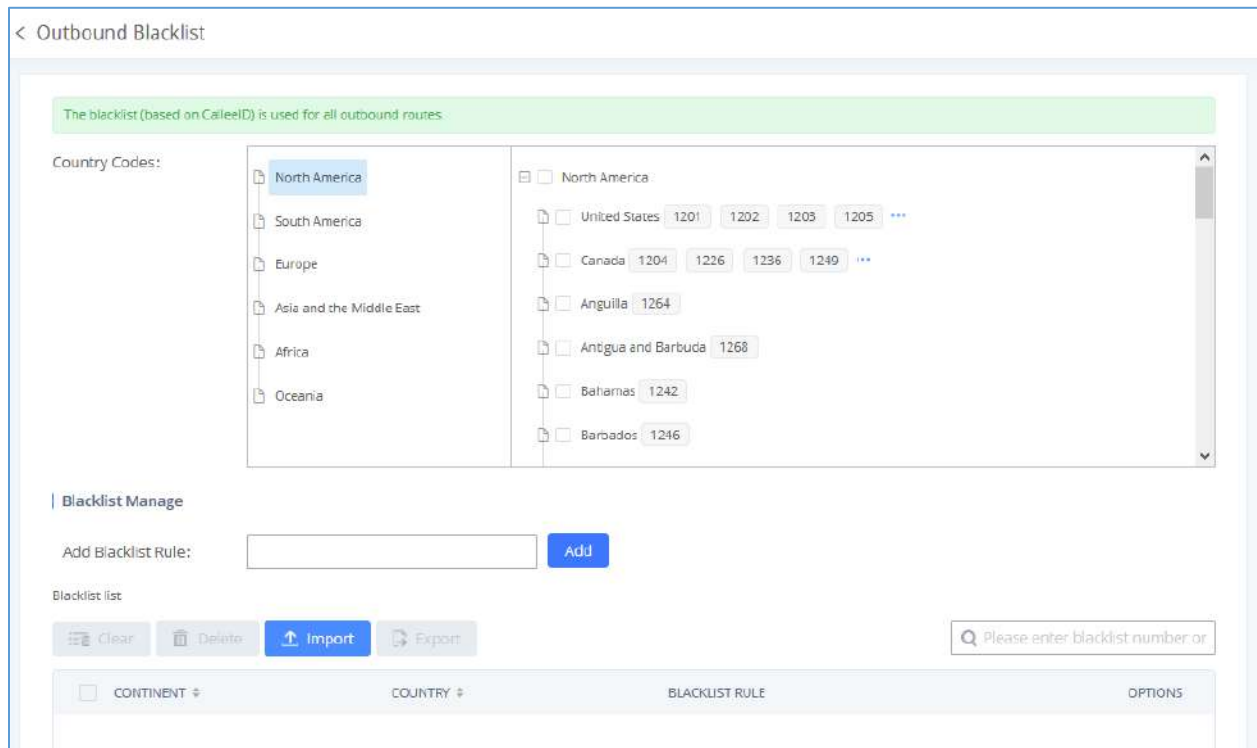 < Outbound Blacklist
The blacklist (based on CalleeID) is used for all outbound routes.
Country Codes:
North America
South America
Europe
Asia and the Middle East
Africa
Oceania
North America
United States 1201 1202 1203 1205 •••
Canada 1204 1226 1236 1249 •••
Anguilla 1264
Antigua and Barbuda 1268
Bahamas 1242
Barbados 1246
Blacklist Manage
Add Blacklist Rule:
Add
Blacklist list
Clear Delete Import Export Please enter blacklist number or
CONTINENT COUNTRY BLACKLIST RULE OPTIONS